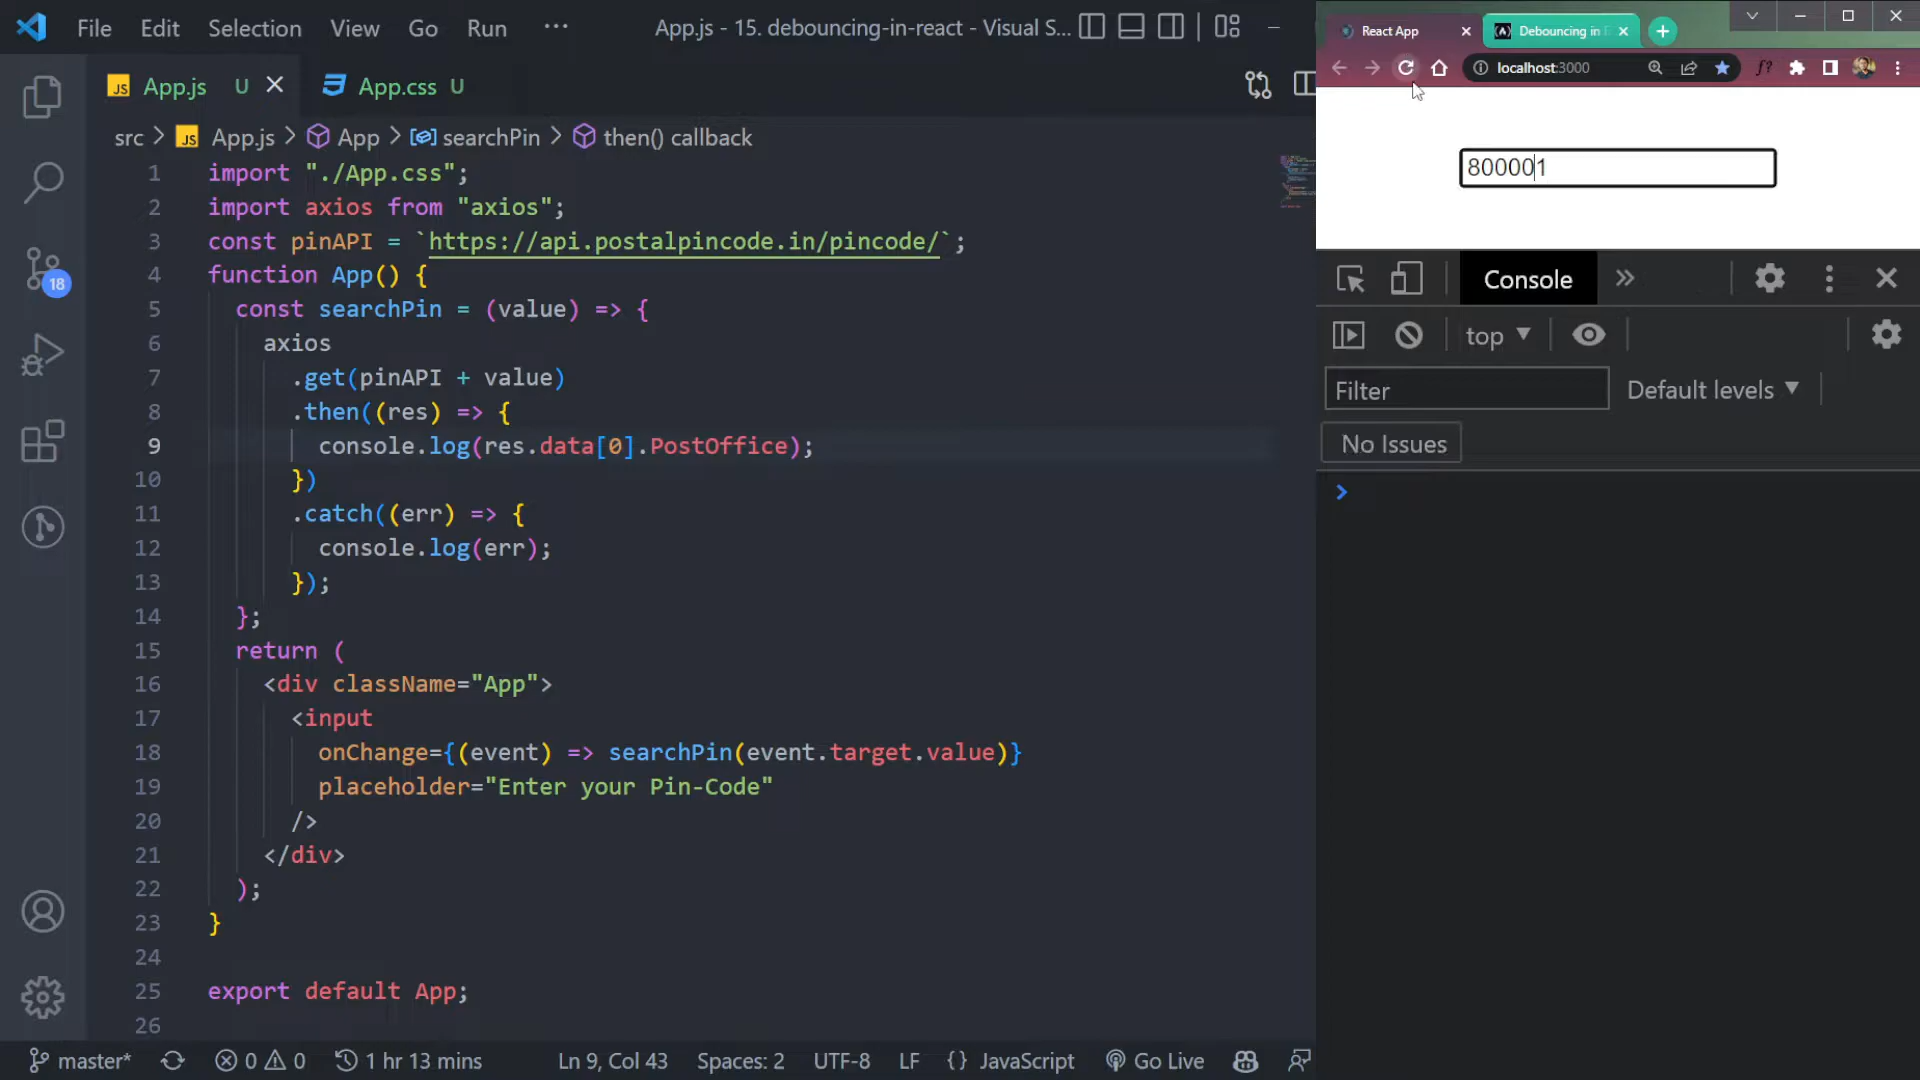 File Edit Selection View Go Run ··· App.js - 15. debouncing-in-react - Visual S...
App.js U App.css U
src > App.js > App > searchPin > then() callback
1 import "./App.css";
2 import axios from "axios";
3 const pinAPI = `https://api.postalpincode.in/pincode/`;
4 function App() {
5 const searchPin = (value) => {
6 axios
7 .get(pinAPI + value)
8 .then((res) => {
9 console.log(res.data[0].PostOffice);
10 })
11 .catch((err) => {
12 console.log(err);
13 });
14 };
15 return (
16 <div className="App">
17 <input
18 onChange={(event) => searchPin(event.target.value)}
19 placeholder="Enter your Pin-Code"
20 />
21 </div>
22 );
23 }
24
25 export default App;
26
18
master* 0 0 1 hr 13 mins Ln 9, Col 43 Spaces: 2 UTF-8 LF {} JavaScript Go Live
React App Debouncing in
localhost:3000
f?
800001
Console
top
Filter Default levels
No Issues